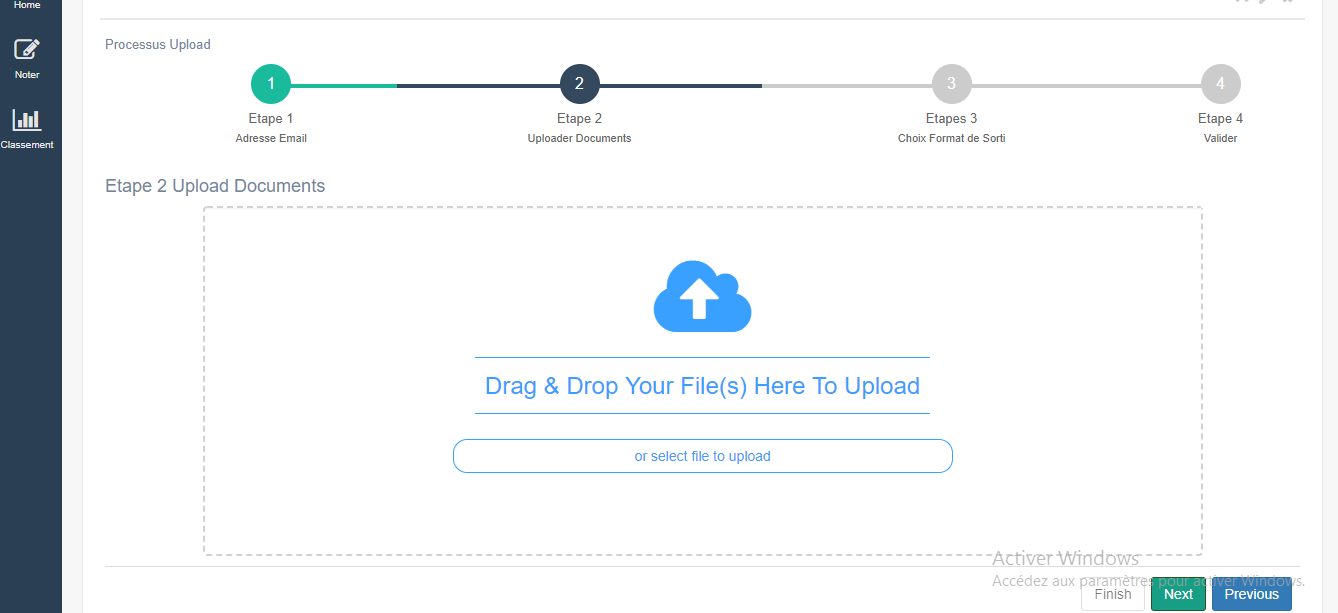 Home
Noter
Classement
Processus Upload
1
Etape 1
Adresse Email
2
Etape 2
Uploader Documents
3
Etapes 3
Choix Format de Sorti
4
Etape 4
Valider
Etape 2 Upload Documents
Drag & Drop Your File(s) Here To Upload
or select file to upload
Activer Windows
Accédez aux paramètres pour activer Windows.
Finish
Next
Previous